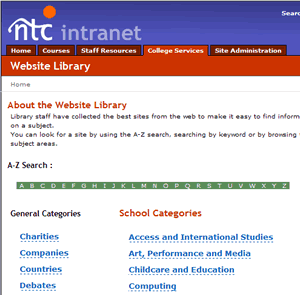 Searc
ntc intranet
Home Courses Staff Resources College Services Site Administration
Website Library
Home
About the Website Library
Library staff have collected the best sites from the web to make it easy to find inform
on a subject.
You can look for a site by using the A-Z search, searching by keyword or by browsing
subject areas.
A-Z Search :
A B C D E F G H I J K L M N O P Q R S T U V W X Y Z
General Categories School Categories
Charities Access and International Studies
Companies Art, Performance and Media
Countries Childcare and Education
Debates Computing